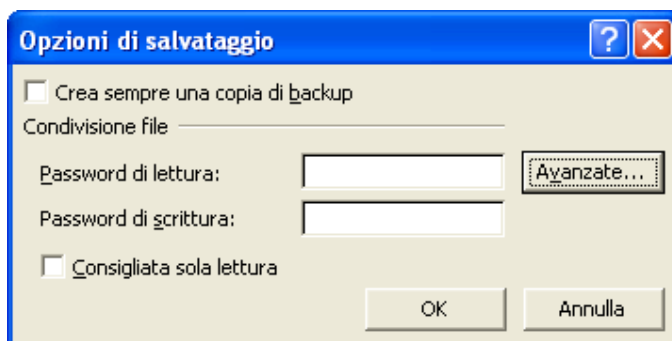 Opzioni di salvataggio
Crea sempre una copia di backup
Condivisione file
Password di lettura:
Avanzate...
Password di scrittura:
Consigliata sola lettura
OK
Annulla